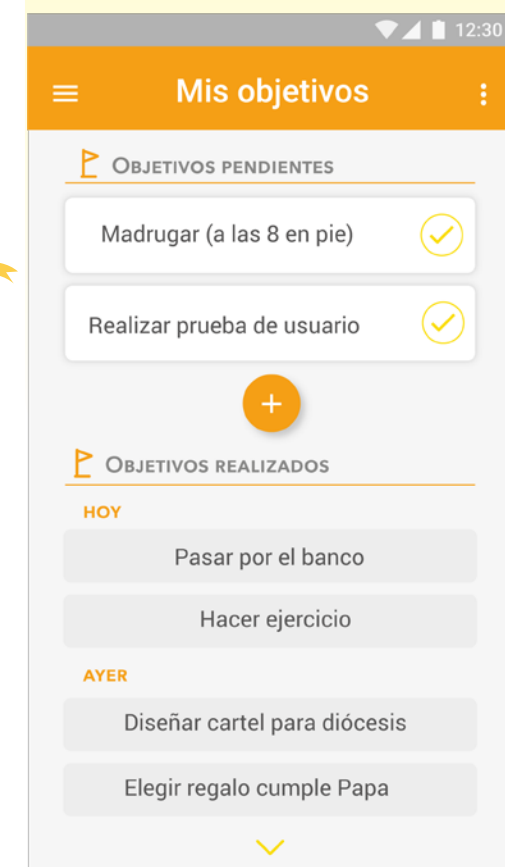 12:30
Mis objetivos
OBJETIVOS PENDIENTES
Madrugar (a las 8 en pie)
Realizar prueba de usuario
+
OBJETIVOS REALIZADOS
HOY
Pasar por el banco
Hacer ejercicio
AYER
Diseñar cartel para diócesis
Elegir regalo cumple Papa